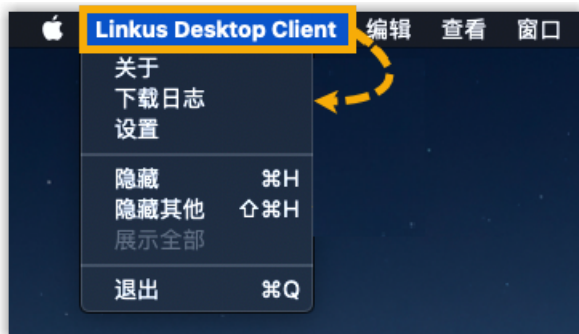 Linkus Desktop Client 编辑 查看 窗口
关于
下载日志
设置
隐藏 ⌘H
隐藏其他 ⇧⌘H
展示全部
退出 ⌘Q